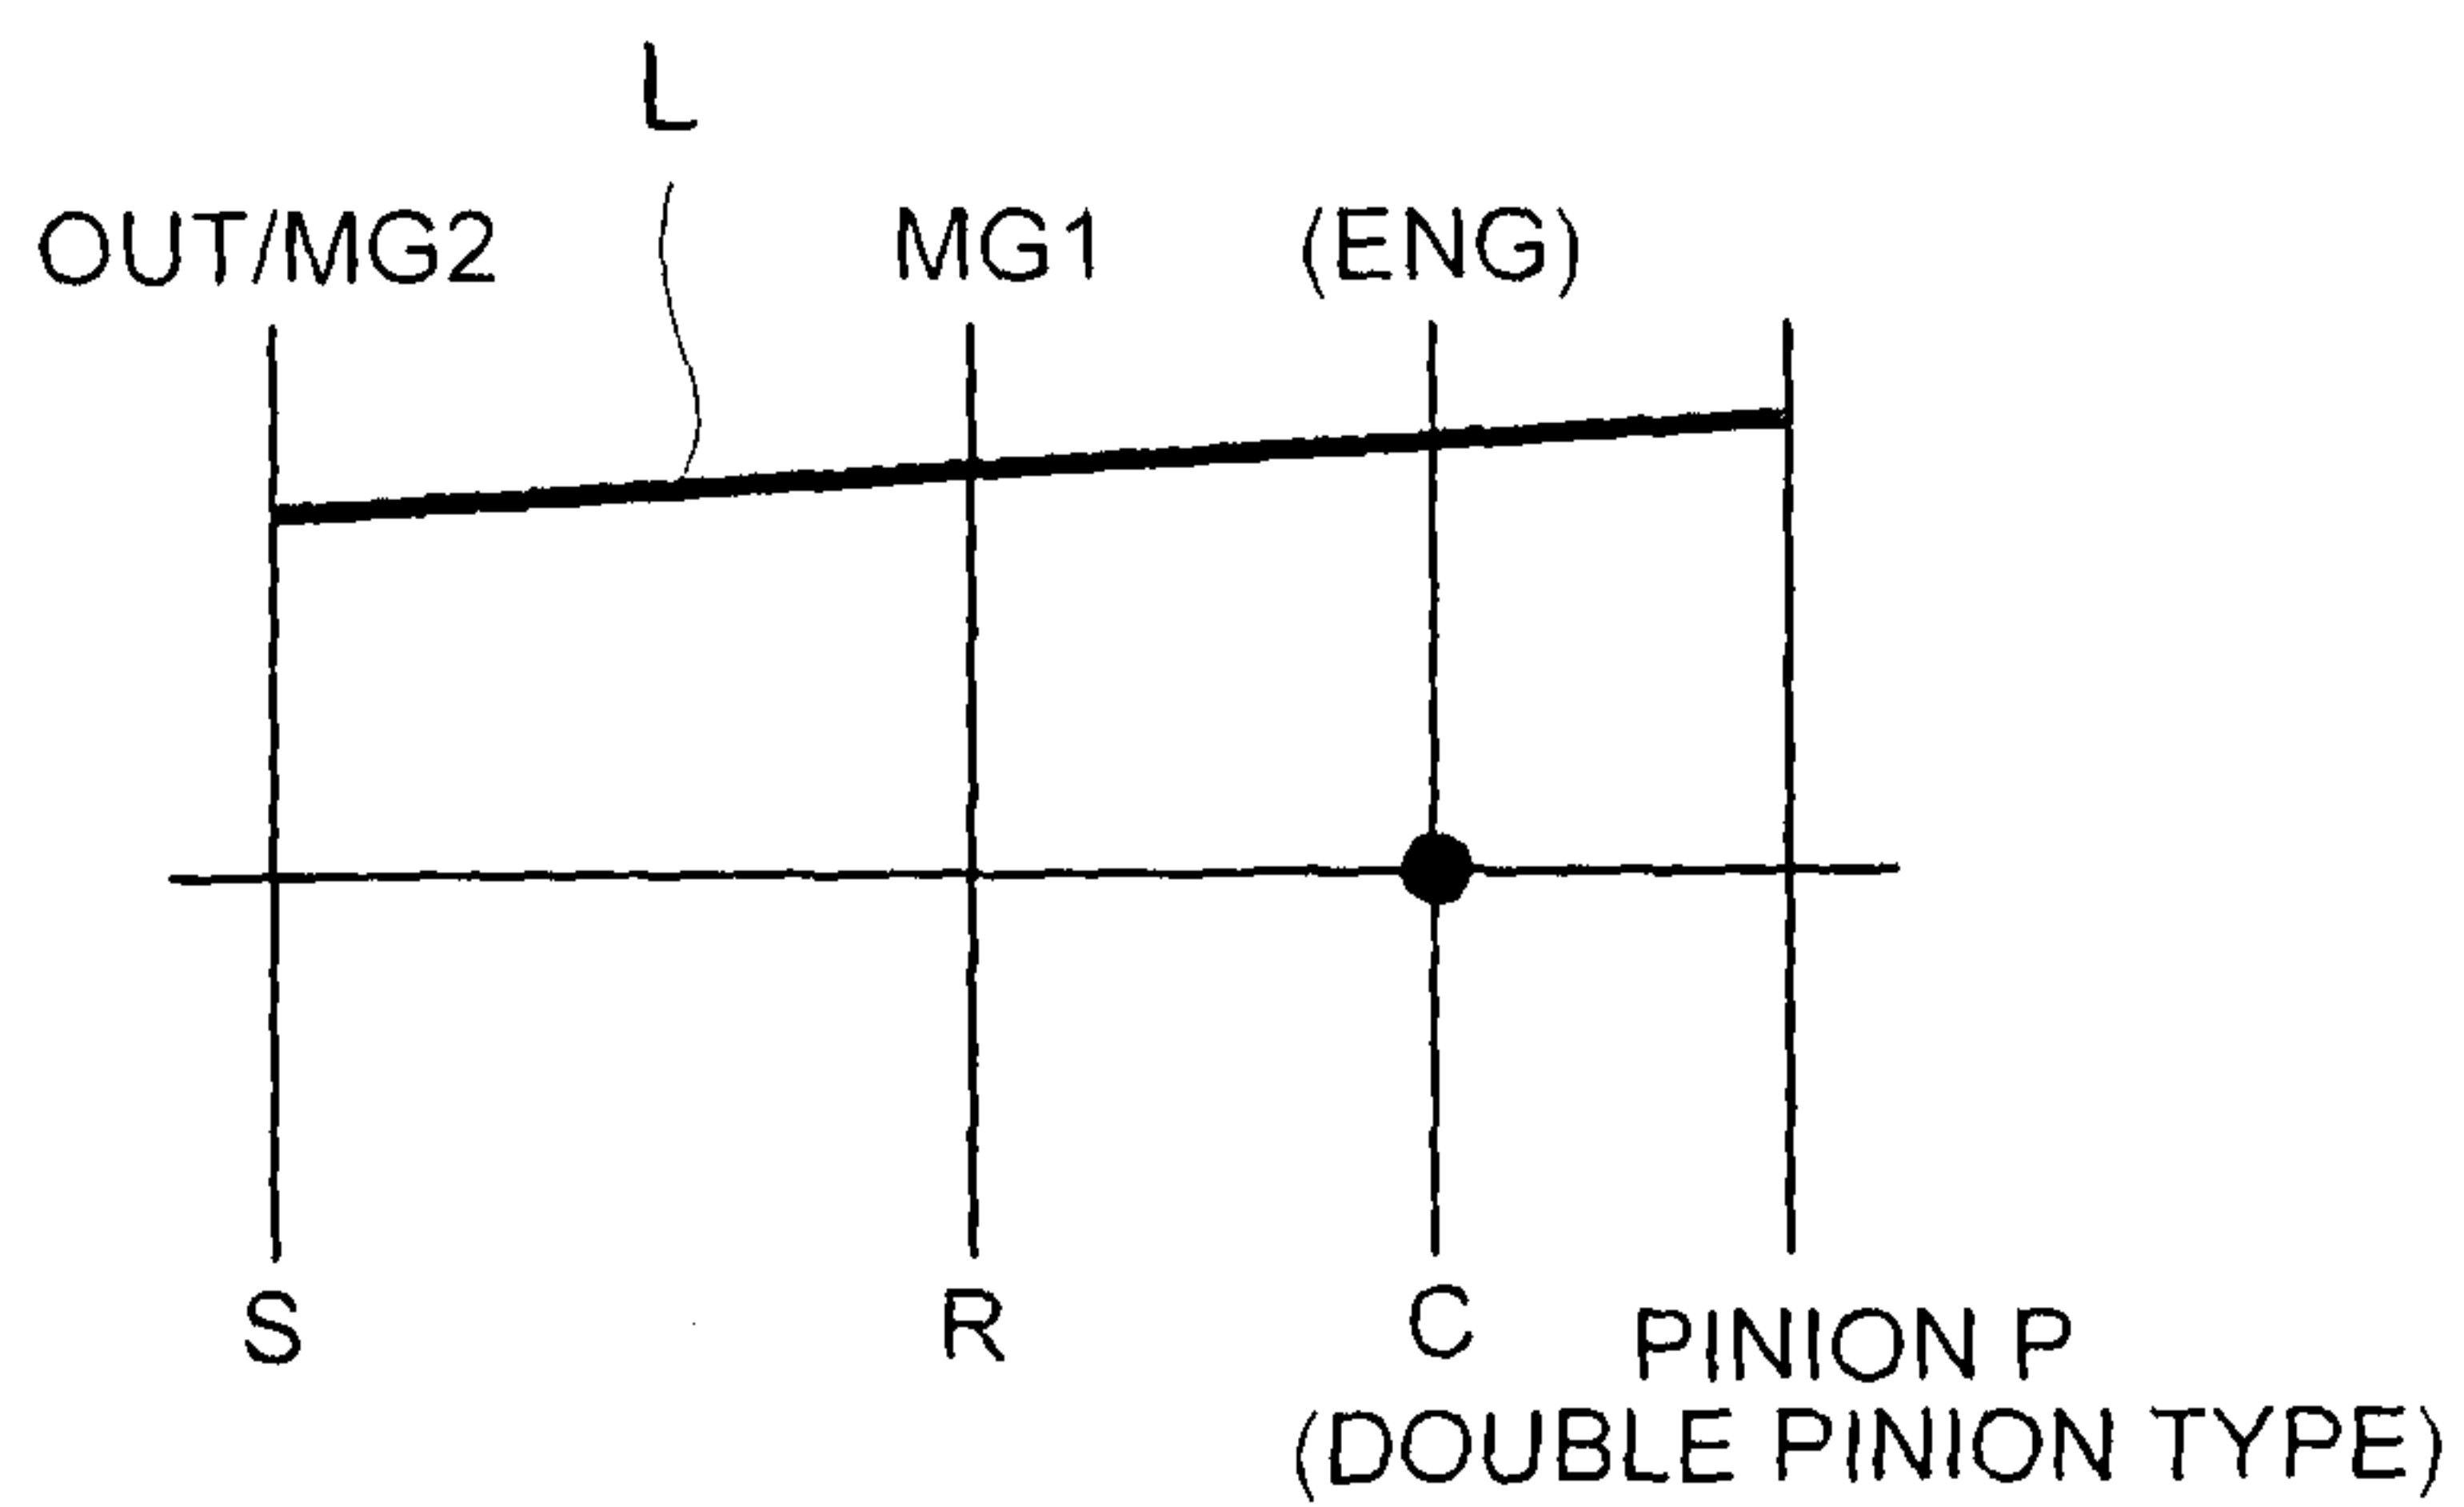 L
OUT/MG2 MG1 (ENG)
S R C PINION P
(DOUBLE PINION TYPE)